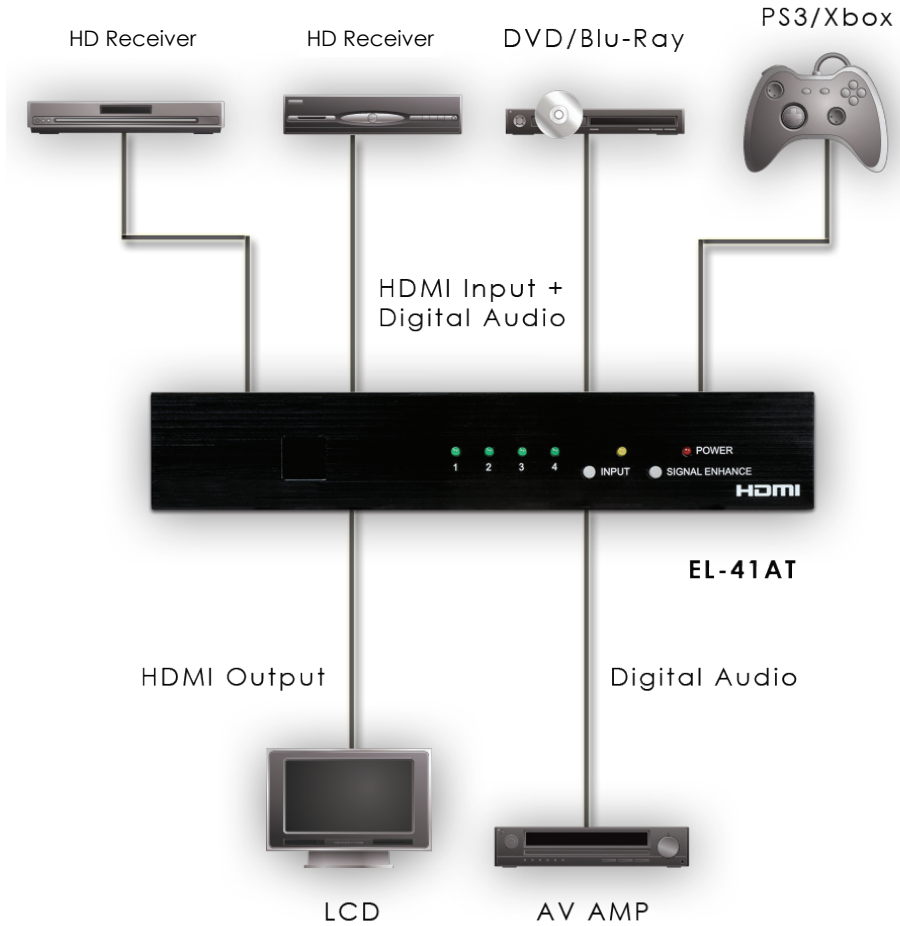 HD Receiver
HD Receiver
DVD/Blu-Ray
PS3/Xbox
HDMI Input +
Digital Audio
1 2 3 4
INPUT
POWER
SIGNAL ENHANCE
HDMI
EL-41AT
HDMI Output
Digital Audio
LCD
AV AMP